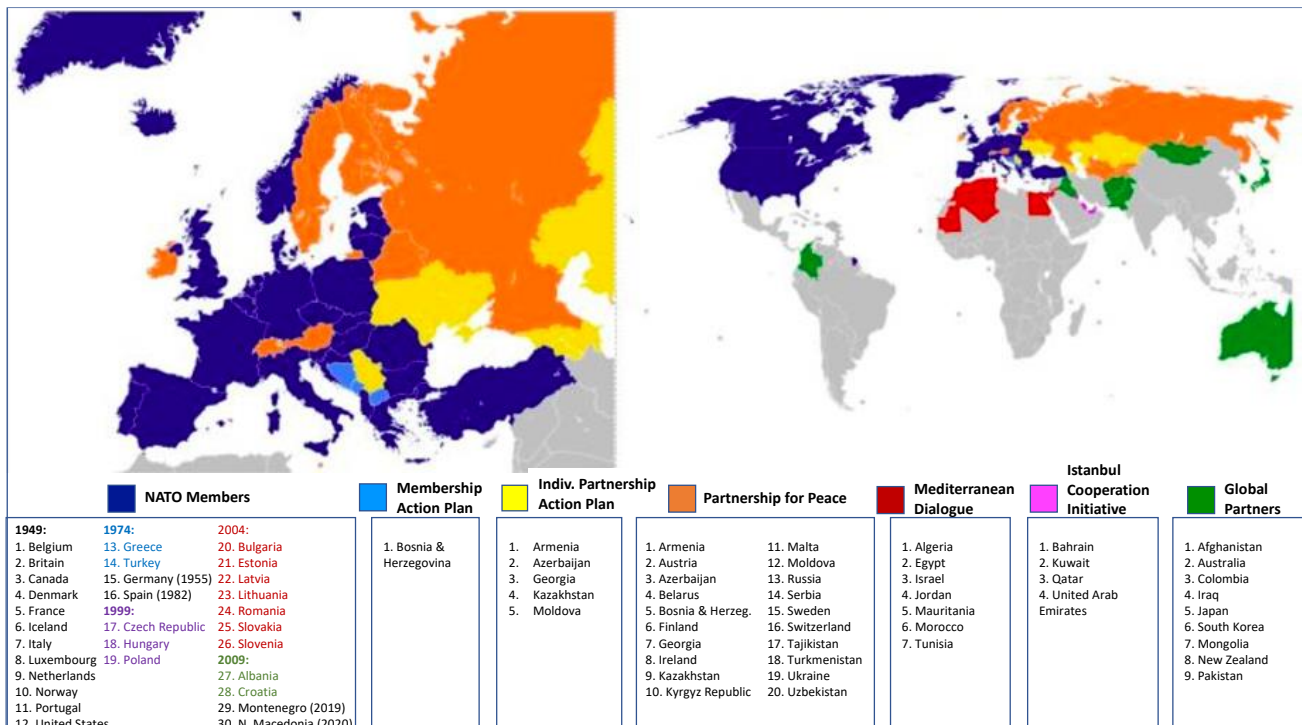 NATO Members
Membership
Action Plan
Indiv. Partnership
Action Plan
Partnership for Peace
Mediterranean
Dialogue
Istanbul
Cooperation
Initiative
Global
Partners
1949:
1. Belgium
2. Britain
3. Canada
4. Denmark
5. France
6. Iceland
7. Italy
8. Luxembourg
9. Netherlands
10. Norway
11. Portugal
12. United States
1974:
13. Greece
14. Turkey
15. Germany (1955)
16. Spain (1982)
1999:
17. Czech Republic
18. Hungary
19. Poland
2004:
20. Bulgaria
21. Estonia
22. Latvia
23. Lithuania
24. Romania
25. Slovakia
26. Slovenia
2009:
27. Albania
28. Croatia
29. Montenegro (2019)
30. N. Macedonia (2020)
1. Bosnia &
Herzegovina
1. Armenia
2. Azerbaijan
3. Georgia
4. Kazakhstan
5. Moldova
1. Armenia
2. Austria
3. Azerbaijan
4. Belarus
5. Bosnia & Herzeg.
6. Finland
7. Georgia
8. Ireland
9. Kazakhstan
10. Kyrgyz Republic
11. Malta
12. Moldova
13. Russia
14. Serbia
15. Sweden
16. Switzerland
17. Tajikistan
18. Turkmenistan
19. Ukraine
20. Uzbekistan
1. Algeria
2. Egypt
3. Israel
4. Jordan
5. Mauritania
6. Morocco
7. Tunisia
1. Bahrain
2. Kuwait
3. Qatar
4. United Arab
Emirates
1. Afghanistan
2. Australia
3. Colombia
4. Iraq
5. Japan
6. South Korea
7. Mongolia
8. New Zealand
9. Pakistan